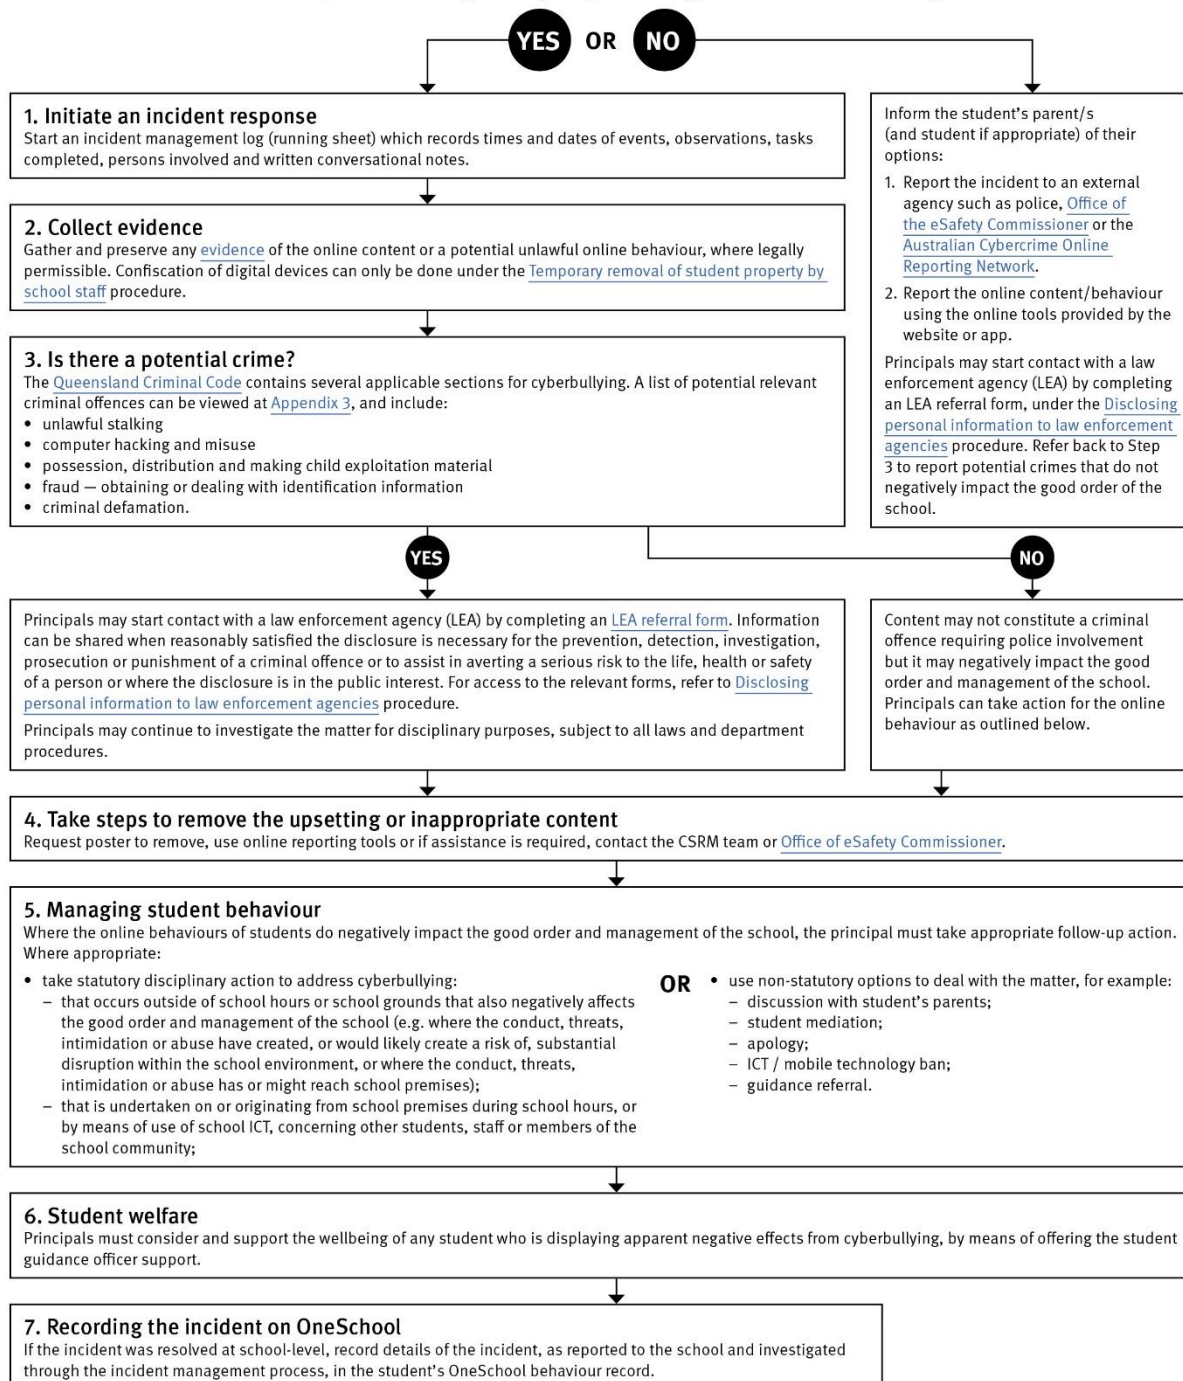 YES OR NO
1. Initiate an incident response
Start an incident management log (running sheet) which records times and dates of events, observations, tasks
completed, persons involved and written conversational notes.
2. Collect evidence
Gather and preserve any evidence of the online content or a potential unlawful online behaviour, where legally
permissible. Confiscation of digital devices can only be done under the Temporary removal of student property by
school staff procedure.
3. Is there a potential crime?
The Queensland Criminal Code contains several applicable sections for cyberbullying. A list of potential relevant
criminal offences can be viewed at Appendix 3, and include:
• unlawful stalking
• computer hacking and misuse
• possession, distribution and making child exploitation material
• fraud — obtaining or dealing with identification information
• criminal defamation.
Inform the student's parent/s
(and student if appropriate) of their
options:
1. Report the incident to an external
agency such as police, Office of
the eSafety Commissioner or the
Australian Cybercrime Online
Reporting Network.
2. Report the online content/behaviour
using the online tools provided by the
website or app.
Principals may start contact with a law
enforcement agency (LEA) by completing
an LEA referral form, under the Disclosing
personal information to law enforcement
agencies procedure. Refer back to Step
3 to report potential crimes that do not
negatively impact the good order of the
school.
YES
NO
Principals may start contact with a law enforcement agency (LEA) by completing an LEA referral form. Information
can be shared when reasonably satisfied the disclosure is necessary for the prevention, detection, investigation,
prosecution or punishment of a criminal offence or to assist in averting a serious risk to the life, health or safety
of a person or where the disclosure is in the public interest. For access to the relevant forms, refer to Disclosing
personal information to law enforcement agencies procedure.
Principals may continue to investigate the matter for disciplinary purposes, subject to all laws and department
procedures.
Content may not constitute a criminal
offence requiring police involvement
but it may negatively impact the good
order and management of the school.
Principals can take action for the online
behaviour as outlined below.
4. Take steps to remove the upsetting or inappropriate content
Request poster to remove, use online reporting tools or if assistance is required, contact the CSRM team or Office of eSafety Commissioner.
5. Managing student behaviour
Where the online behaviours of students do negatively impact the good order and management of the school, the principal must take appropriate follow-up action.
Where appropriate:
• take statutory disciplinary action to address cyberbullying:
– that occurs outside of school hours or school grounds that also negatively affects
the good order and management of the school (e.g. where the conduct, threats,
intimidation or abuse have created, or would likely create a risk of, substantial
disruption within the school environment, or where the conduct, threats,
intimidation or abuse has or might reach school premises);
– that is undertaken on or originating from school premises during school hours, or
by means of use of school ICT, concerning other students, staff or members of the
school community;
OR
• use non-statutory options to deal with the matter, for example:
– discussion with student's parents;
– student mediation;
– apology;
– ICT / mobile technology ban;
– guidance referral.
6. Student welfare
Principals must consider and support the wellbeing of any student who is displaying apparent negative effects from cyberbullying, by means of offering the student
guidance officer support.
7. Recording the incident on OneSchool
If the incident was resolved at school-level, record details of the incident, as reported to the school and investigated
through the incident management process, in the student's OneSchool behaviour record.